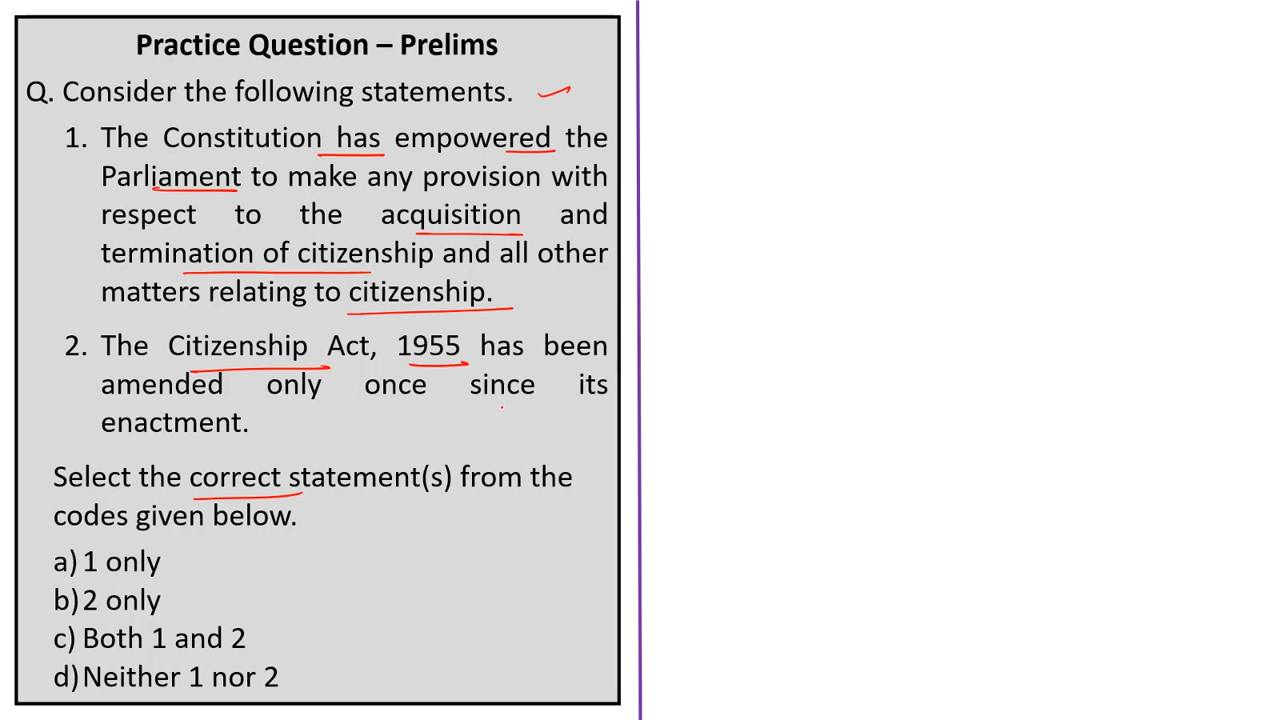 Practice Question – Prelims
Q. Consider the following statements.
1. The Constitution has empowered the
Parliament to make any provision with
respect to the acquisition and
termination of citizenship and all other
matters relating to citizenship.
2. The Citizenship Act, 1955 has been
amended only once since its
enactment.
Select the correct statement(s) from the
codes given below.
a) 1 only
b) 2 only
c) Both 1 and 2
d) Neither 1 nor 2